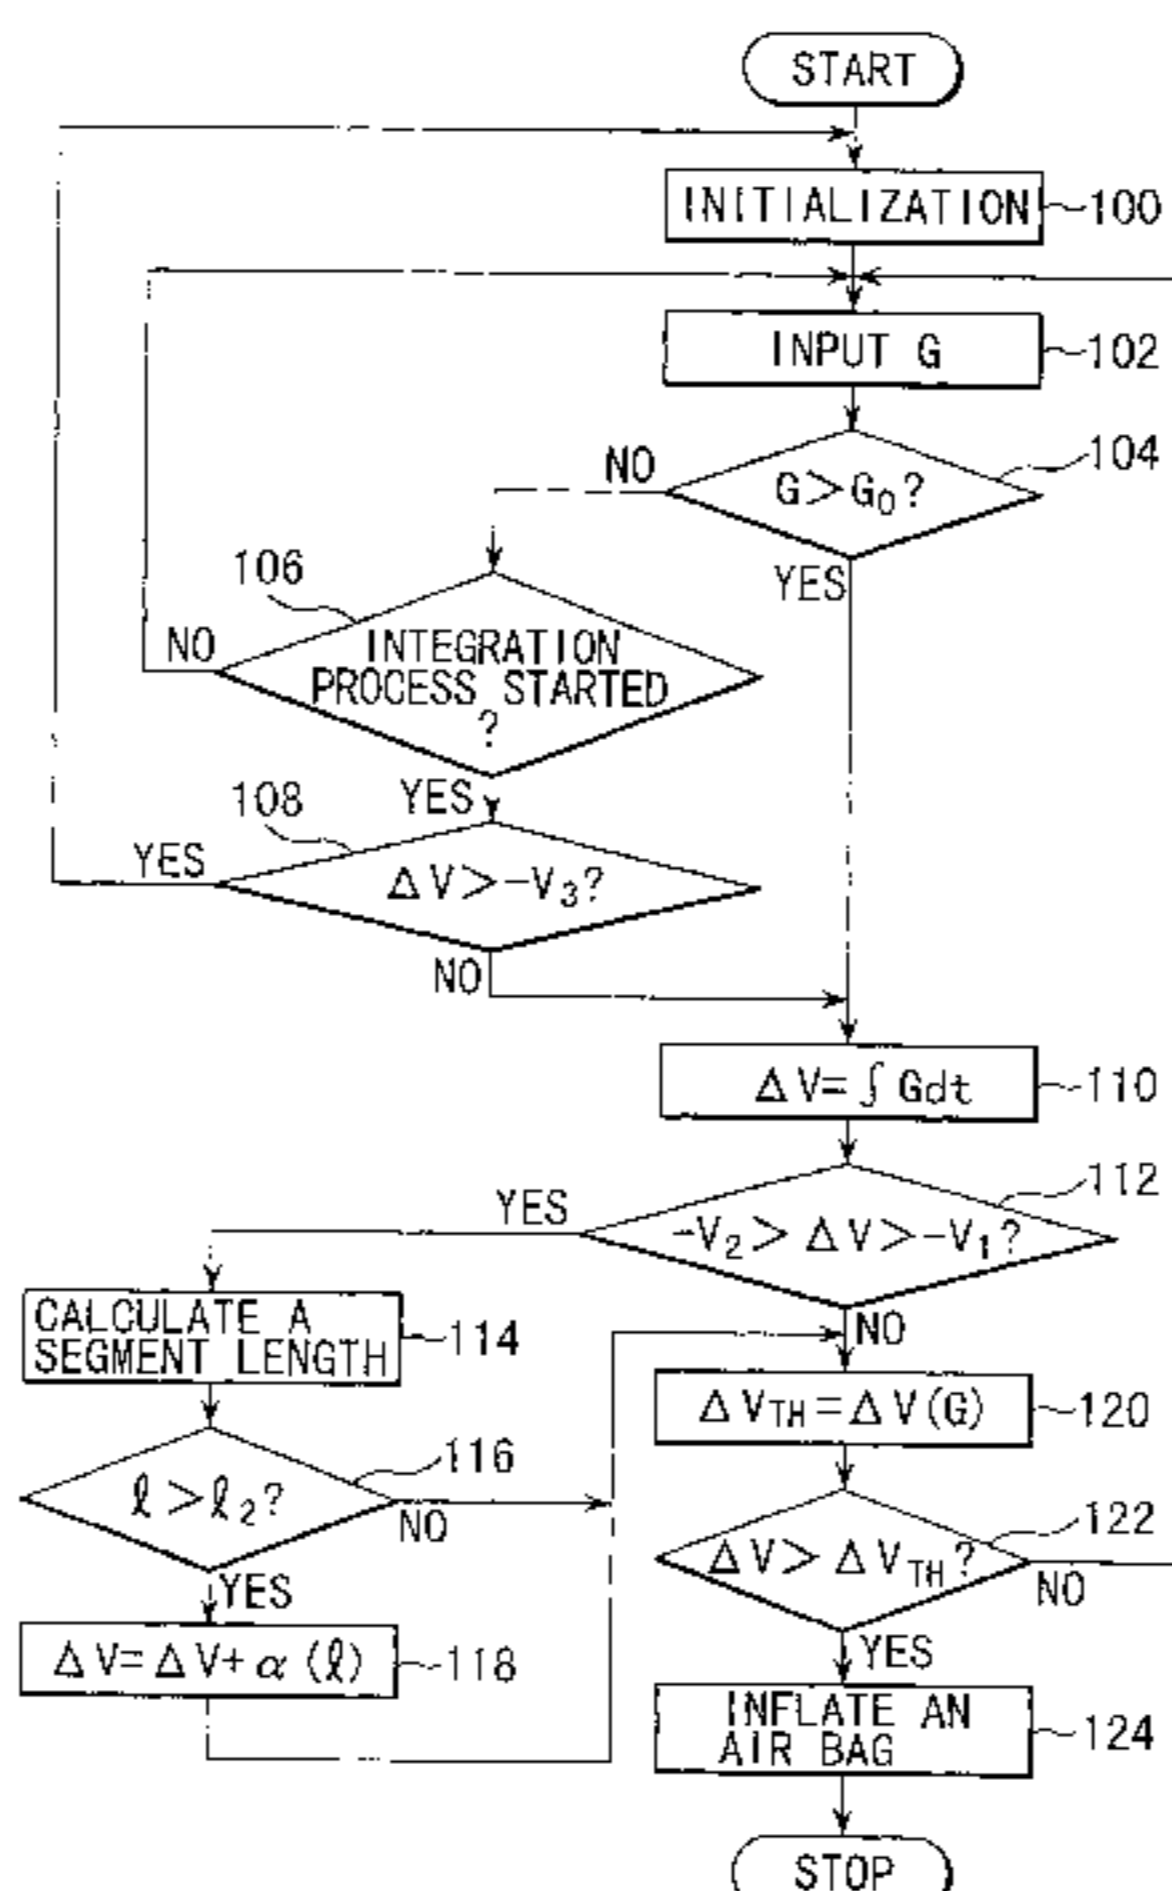 START
INITIALIZATION
100
INPUT G
102
G>G₀?
104
NO
YES
106
INTEGRATION
PROCESS STARTED
?
NO
YES
108
ΔV>-V₃?
YES
NO
ΔV=∫Gdt
110
-V₂>ΔV>-V₁?
112
YES
NO
CALCULATE A
SEGMENT LENGTH
114
ℓ>ℓ₂?
116
NO
YES
ΔV=ΔV+α(ℓ)
118
ΔV_TH=ΔV(G)
120
ΔV>ΔV_TH?
122
NO
YES
INFLATE AN
AIR BAG
124
STOP